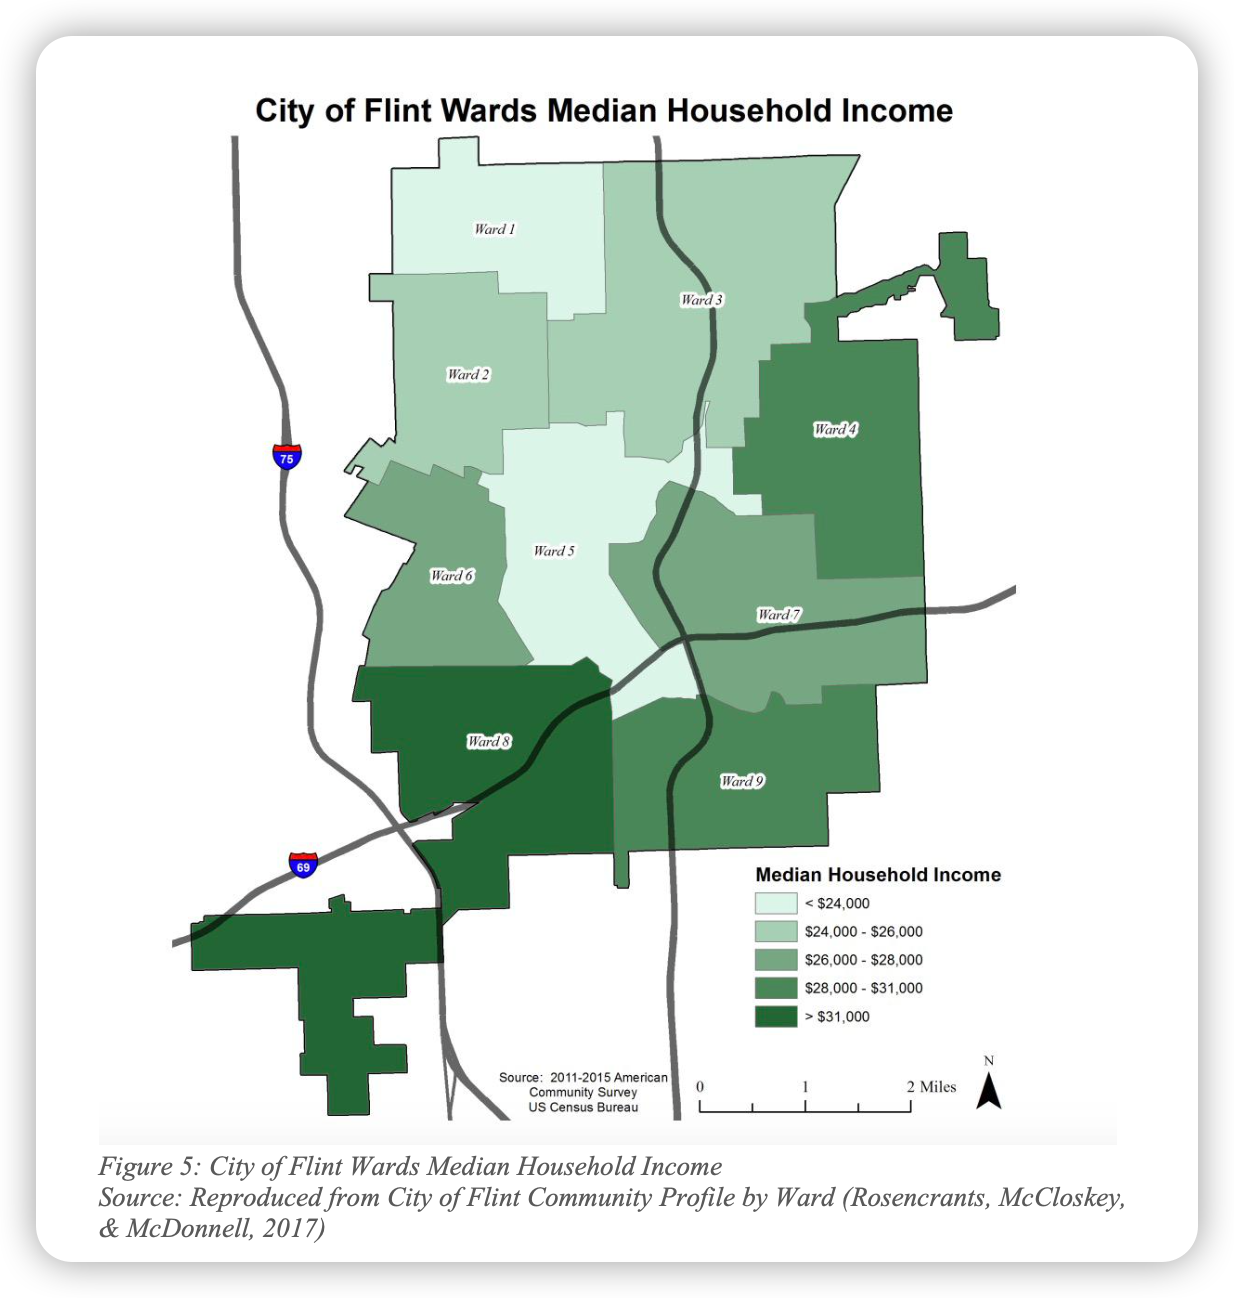 City of Flint Wards Median Household Income
Ward 1
Ward 3
Ward 2
Ward 4
75
Ward 5
Ward 6
Ward 7
Ward 8
Ward 9
69
Median Household Income
< $24,000
$24,000 - $26,000
$26,000 - $28,000
$28,000 - $31,000
> $31,000
Source: 2011-2015 American
Community Survey
US Census Bureau
0 1 2 Miles
N
Figure 5: City of Flint Wards Median Household Income
Source: Reproduced from City of Flint Community Profile by Ward (Rosencrants, McCloskey,
& McDonnell, 2017)